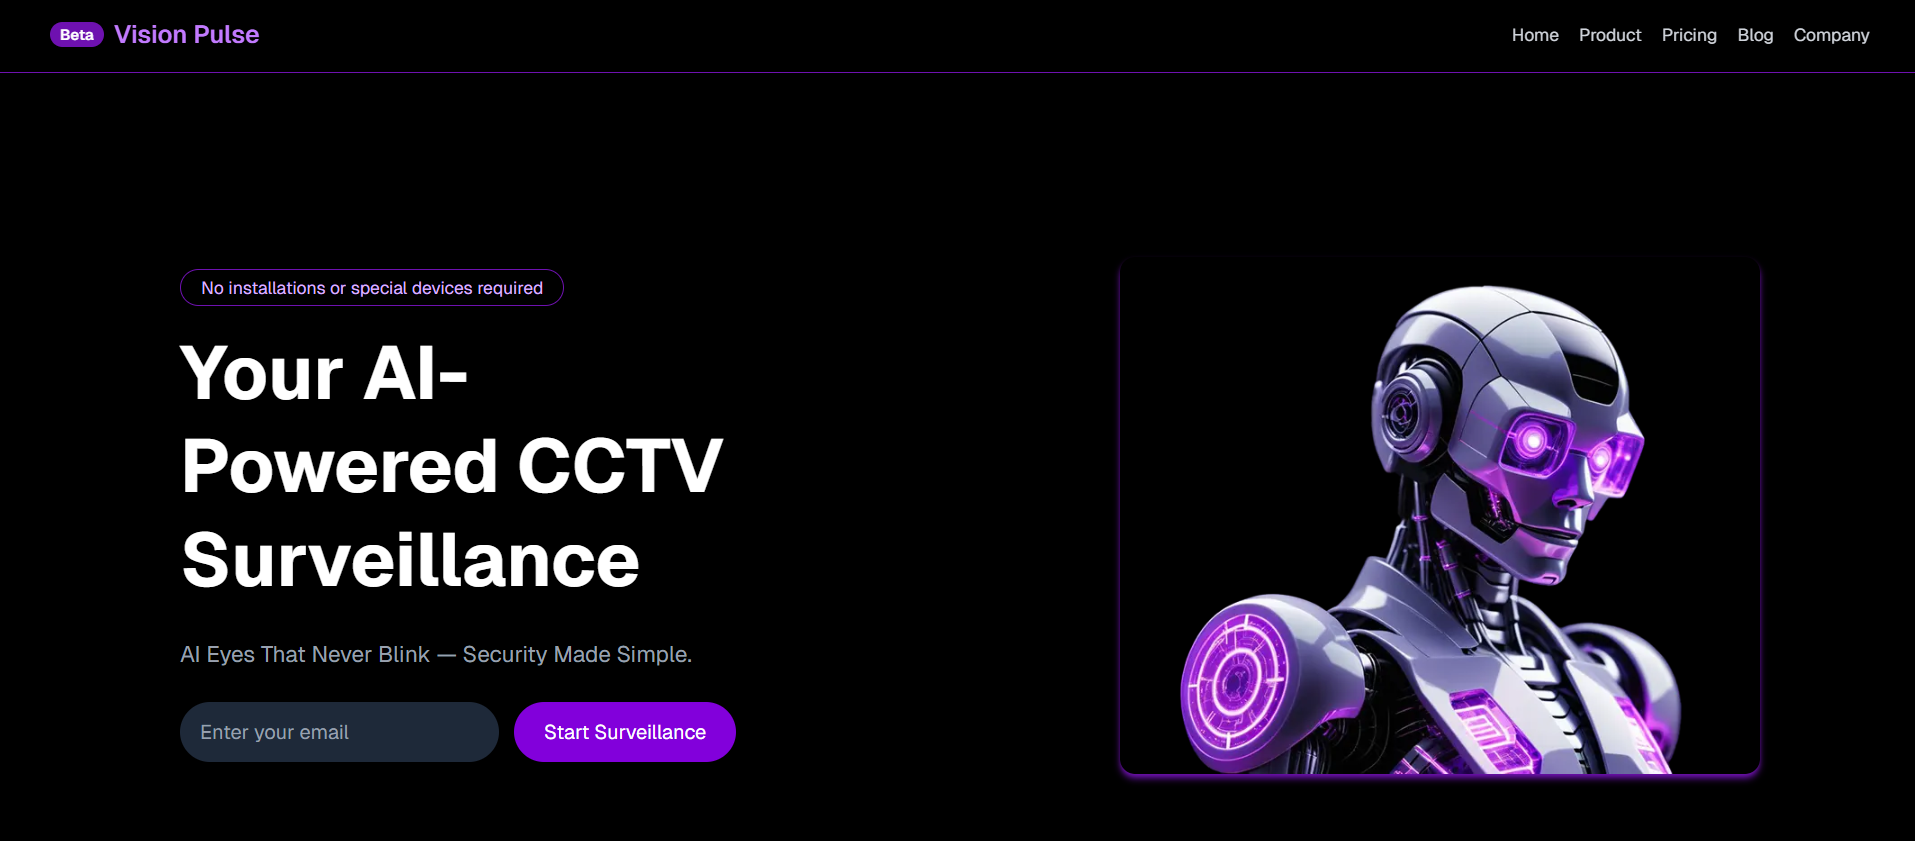 Beta Vision Pulse
Home Product Pricing Blog Company
No installations or special devices required
Your AI-
Powered CCTV
Surveillance
AI Eyes That Never Blink — Security Made Simple.
Enter your email
Start Surveillance